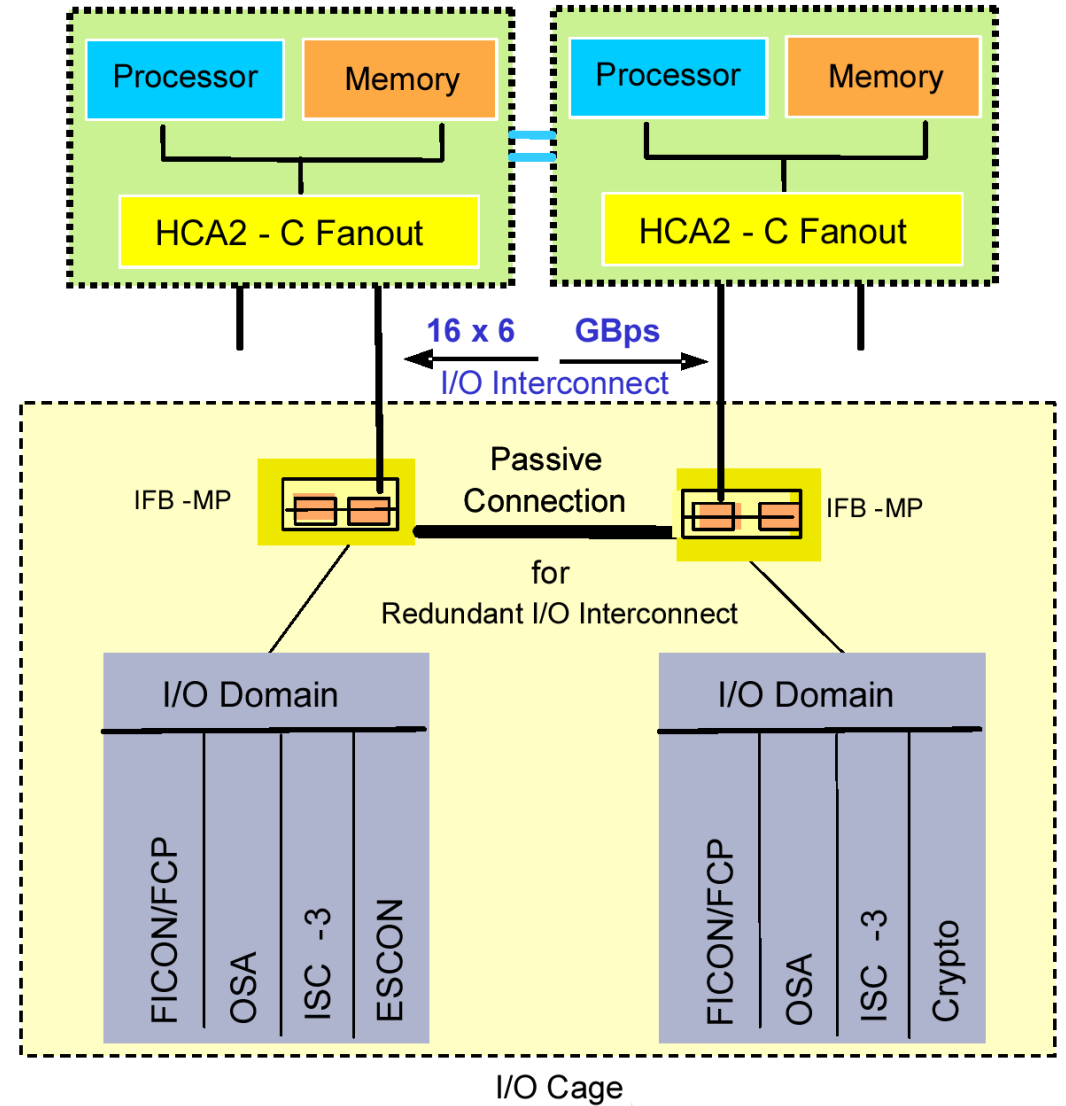 Processor
Memory
HCA2 - C Fanout
Processor
Memory
HCA2 - C Fanout
16 x 6 GBps
I/O Interconnect
IFB -MP
Passive
Connection
for
Redundant I/O Interconnect
IFB -MP
I/O Domain
FICON/FCP
OSA
ISC -3
ESCON
I/O Domain
FICON/FCP
OSA
ISC -3
Crypto
I/O Cage